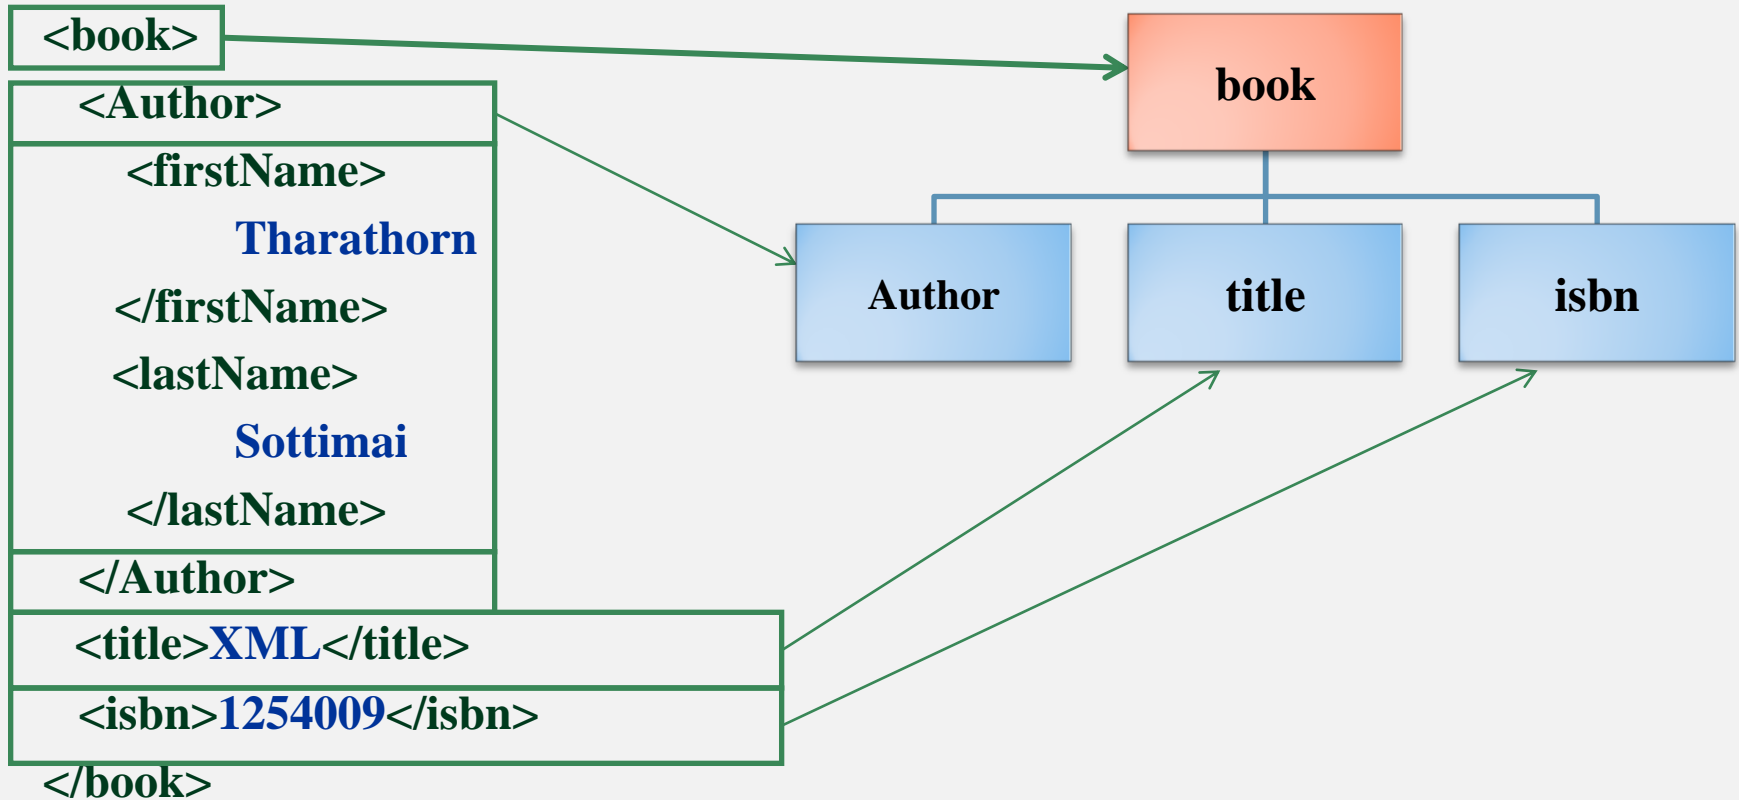 <book>
<Author>
<firstName>
Tharathorn
</firstName>
<lastName>
Sottimai
</lastName>
</Author>
<title>XML</title>
<isbn>1254009</isbn>
</book>
book
Author
title
isbn